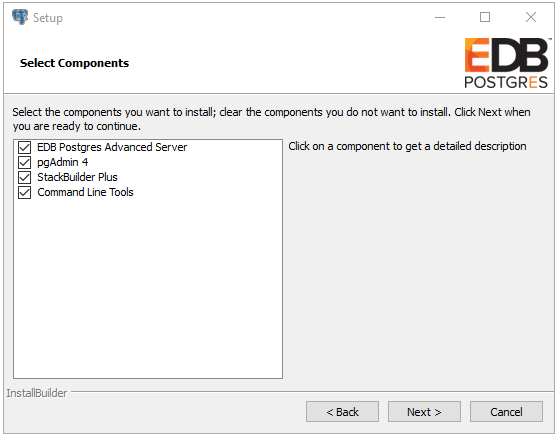 Setup
EDB
POSTGRES
Select Components
Select the components you want to install; clear the components you do not want to install. Click Next when
you are ready to continue.
EDB Postgres Advanced Server
pgAdmin 4
StackBuilder Plus
Command Line Tools
Click on a component to get a detailed description
InstallBuilder
< Back
Next >
Cancel